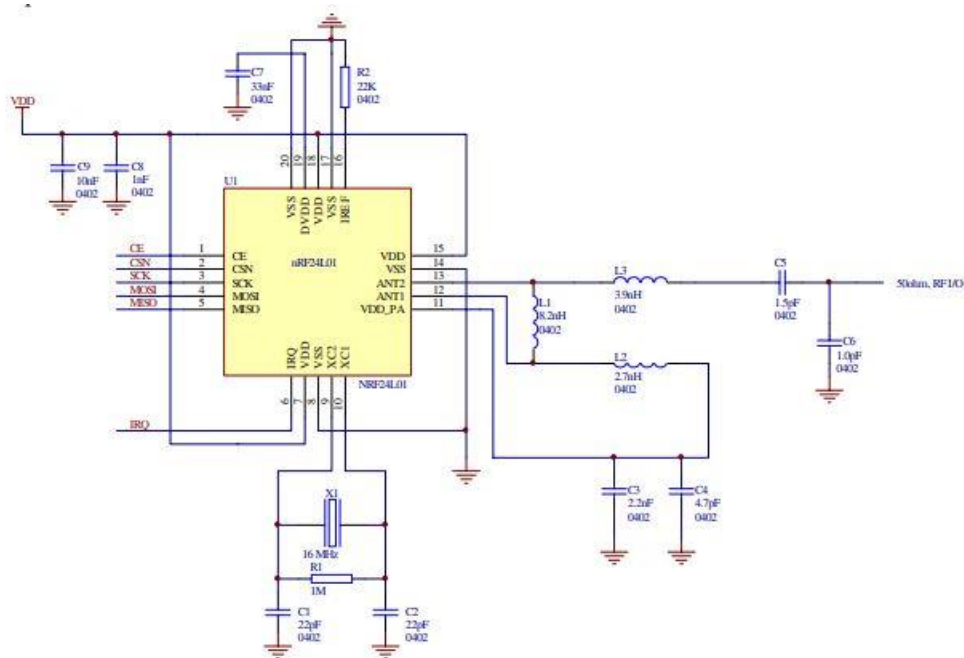 C7
33nF
0402
R2
22K
0402
VDD
C9
10nF
0402
C8
1nF
0402
20
19
18
17
16
U1
VSS
DVDD
VDD
VSS
IREF
CE
1
CE
CSN
2
CSN
SCK
3
SCK
MOSI
4
MOSI
MISO
5
MISO
nRF24L01
VDD
15
VSS
14
ANT2
13
ANT1
12
VDD_PA
11
IRQ
VDD
VSS
XC2
XC1
NRF24L01
6
7
8
9
10
IRQ
L3
3.9nH
0402
L1
8.2nH
0402
L2
2.7nH
0402
C5
1.5pF
0402
50ohm, RF I/O
C6
1.0pF
0402
C3
2.2nF
0402
C4
4.7pF
0402
X1
16 MHz
R1
1M
C1
22pF
0402
C2
22pF
0402